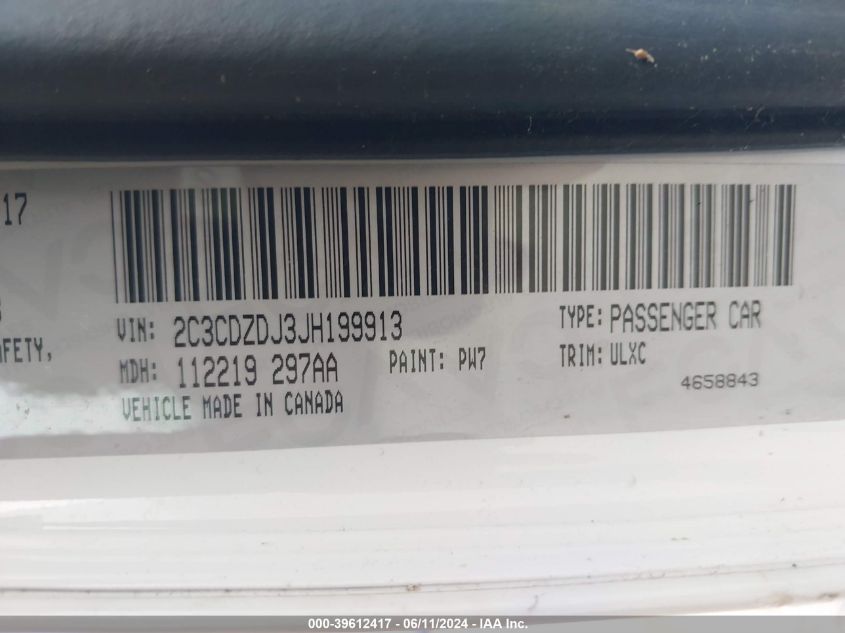 17
AFETY,
VIN: 2C3CDZDJ3JH199913
TYPE: PASSENGER CAR
MDH: 112219 297AA
PAINT: PW7
TRIM: ULXC
VEHICLE MADE IN CANADA
4658843
000-39612417 - 06/11/2024 - IAA Inc.